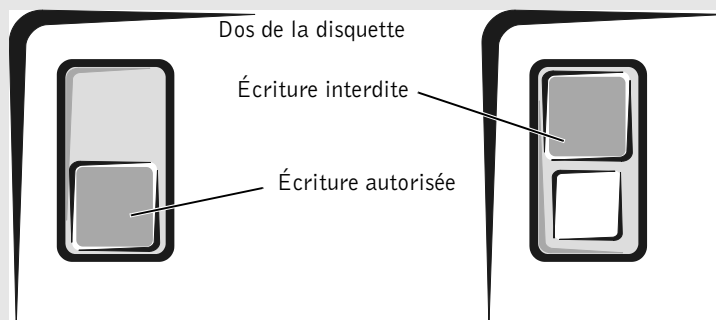 Dos de la disquette
Écriture interdite
Écriture autorisée